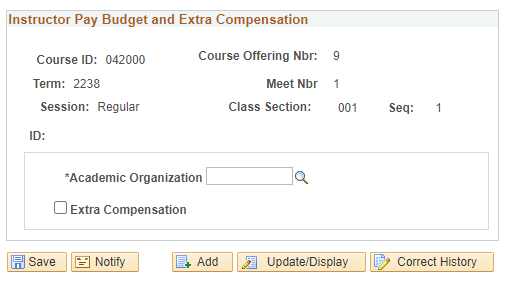 Instructor Pay Budget and Extra Compensation
Course ID: 042000 Course Offering Nbr: 9
Term: 2238 Meet Nbr 1
Session: Regular Class Section: 001 Seq: 1
ID:
*Academic Organization
Extra Compensation
Save Notify Add Update/Display Correct History